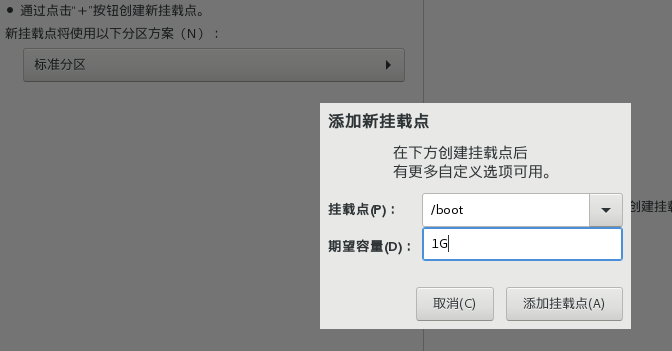 • 通过点击“+”按钮创建新挂载点。
新挂载点将使用以下分区方案（N）：
标准分区
添加新挂载点
在下方创建挂载点后
有更多自定义选项可用。
挂载点(P)：
/boot
创建挂载
期望容量(D)：
1G
取消(C)
添加挂载点(A)